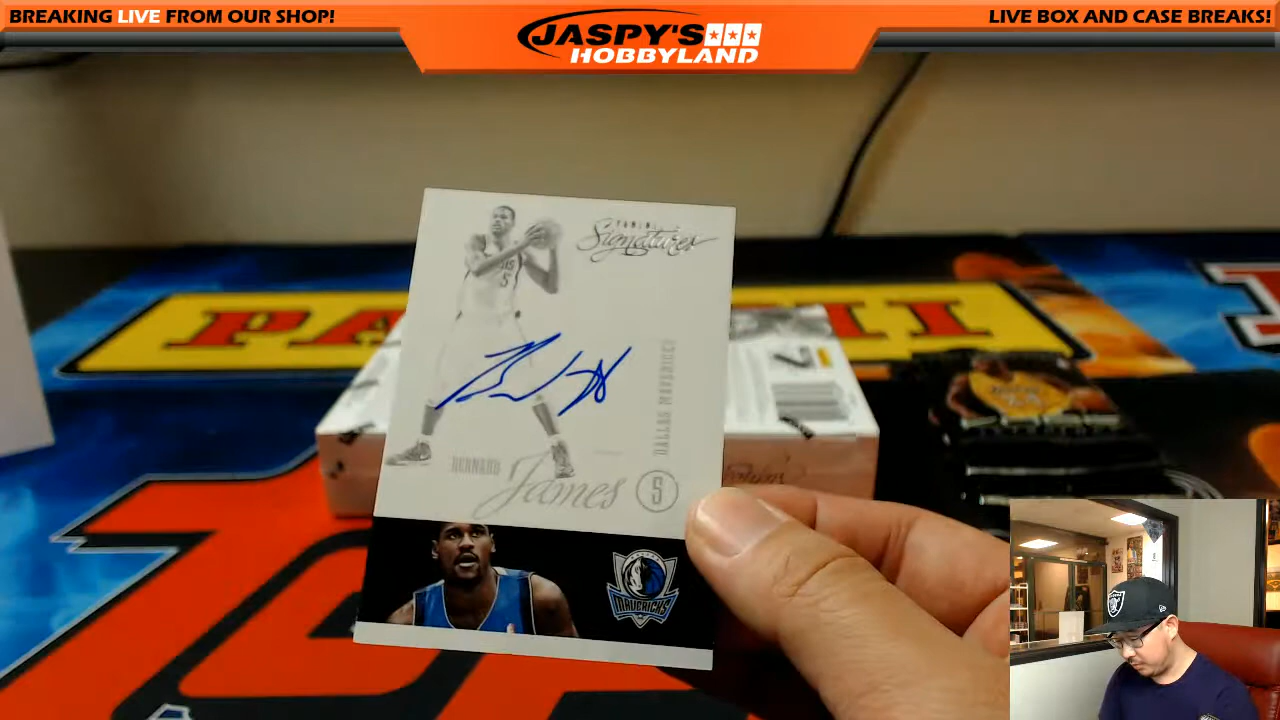 BREAKING LIVE FROM OUR SHOP!
JASPY'S
HOBBYLAND
LIVE BOX AND CASE BREAKS!
PANINI
Signatures
DALLAS MAVERICKS
BERNARD
James
5
MAVERICKS